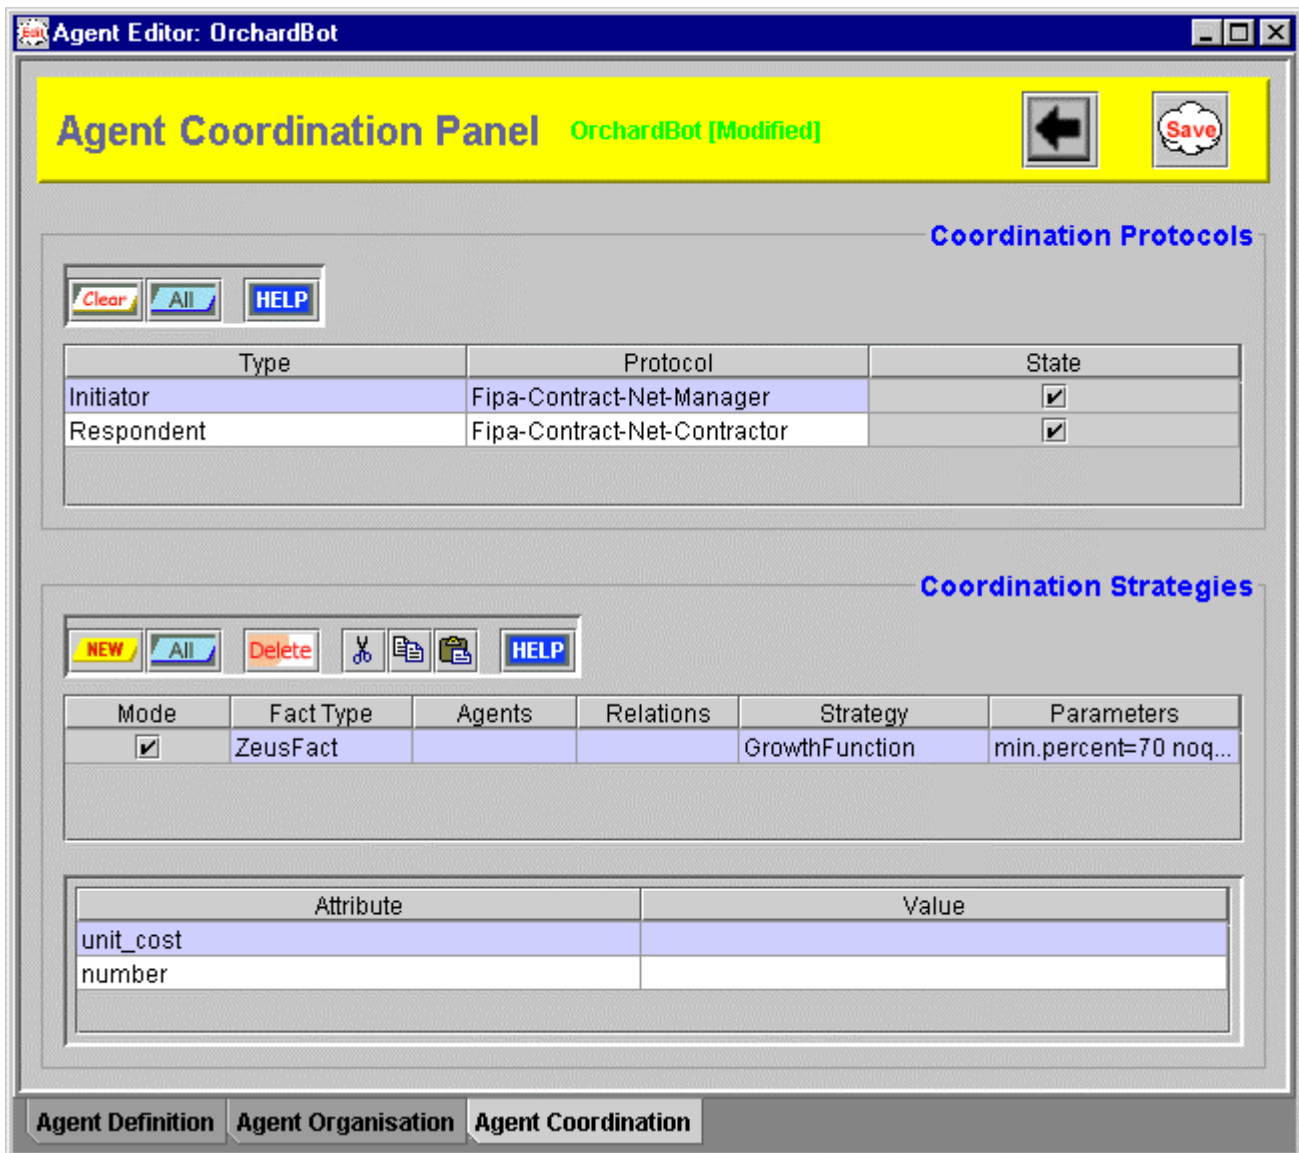 Edit Agent Editor: OrchardBot
Agent Coordination Panel OrchardBot [Modified] Save
Coordination Protocols
Clear All HELP
Type Protocol State
Initiator Fipa-Contract-Net-Manager
Respondent Fipa-Contract-Net-Contractor
Coordination Strategies
NEW All Delete HELP
Mode Fact Type Agents Relations Strategy Parameters
ZeusFact GrowthFunction min.percent=70 noq...
Attribute Value
unit_cost
number
Agent Definition Agent Organisation Agent Coordination